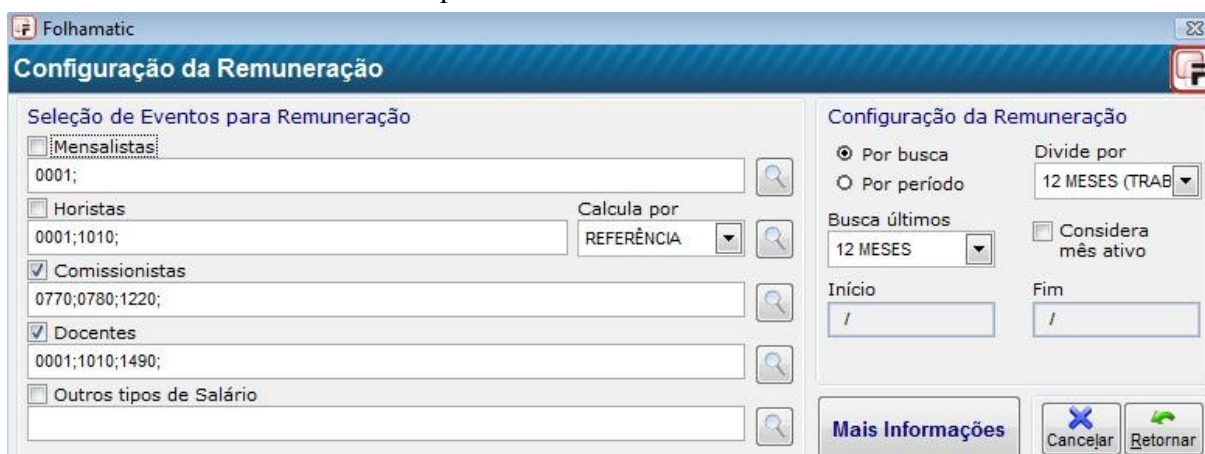 Folhamatic
Configuração da Remuneração
Seleção de Eventos para Remuneração
Mensalistas
0001;
Horistas
Calcula por
0001;1010;
REFERÊNCIA
Comissionistas
0770;0780;1220;
Docentes
0001;1010;1490;
Outros tipos de Salário
Configuração da Remuneração
Por busca
Divide por
Por período
12 MESES (TRAB
Busca últimos
Considera
mês ativo
12 MESES
Início
Fim
/
/
Mais Informações
Cancelar
Retornar